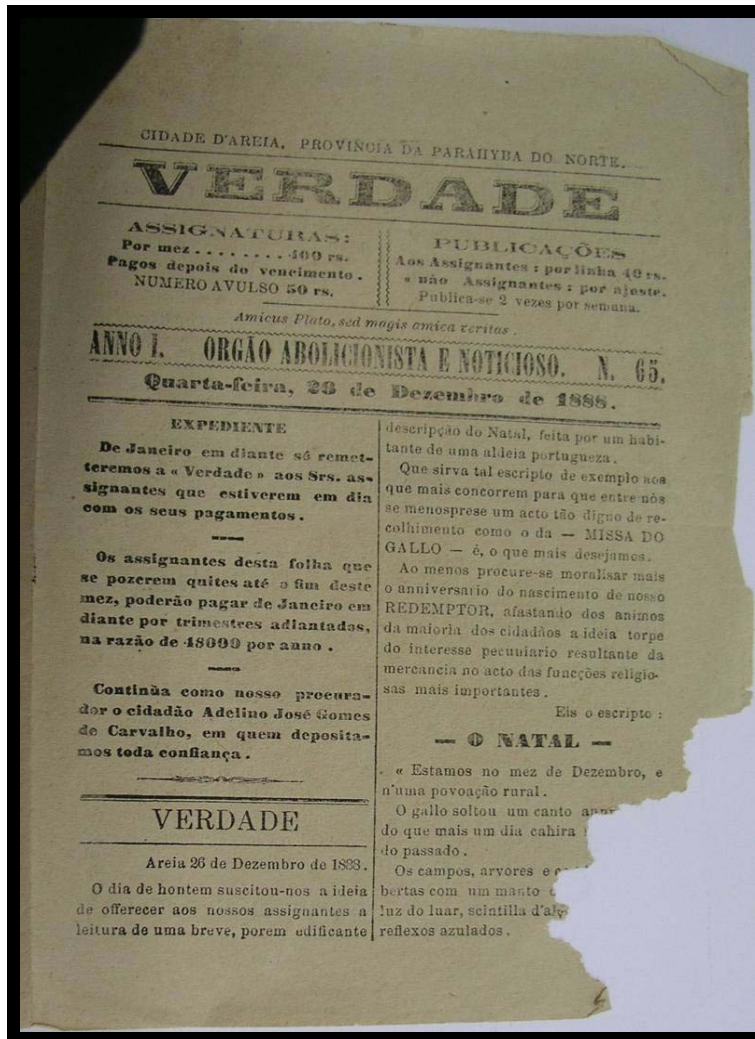 CIDADE D'AREIA, PROVINCIA DA PARAHYBA DO NORTE.
VERDADE
ASSIGNATURAS:
Por mez . . . . . . . . 400 rs.
Pagos depois do vencimento.
NUMERO AVULSO 50 rs.
PUBLICAÇÕES
Aos Assignantes : por linha 40 rs.
« não Assignantes : por ajuste.
Publica-se 2 vezes por semana.
Amicus Plato, sed magis amica veritas.
ANNO I. ORGÃO ABOLICIONISTA E NOTICIOSO. N. 65.
Quarta-feira, de Dezembro de 1888.
EXPEDIENTE
De Janeiro em diante só remet-
teremos a « Verdade » aos Srs. as-
signantes que estiverem em dia
com os seus pagamentos.
Os assignantes desta folha que
se pozerem quites até o fim deste
mez, poderão pagar de Janeiro em
diante por trimestres adiantados,
na razão de por anno.
Continúa como nosso procura-
dor o cidadão Adelino José Gomes
de Carvalho, em quem deposita-
mos toda confiança.
VERDADE
Areia 26 de Dezembro de 1888.
O dia de hontem suscitou-nos a ideia
de offerecer aos nossos assignantes a
leitura de uma breve, porem edificante
descripção do Natal, feita por um habi-
tante de uma aldeia portugueza.
Que sirva tal escripto de exemplo aos
que mais concorrem para que entre nós
se menosprese um acto tão digno de re-
colhimento como o da — MISSA DO
GALLO — é, o que mais desejamos.
Ao menos procure-se moralisar mais
o anniversario do nascimento de nosso
REDEMPTOR, afastando dos animos
da maioria dos cidadãos a ideia torpe
do interesse pecuniario resultante da
mercancia no acto das funcções religio-
sas mais importantes.
Eis o escripto :
— O NATAL —
« Estamos no mez de Dezembro, e
n'uma povoação rural.
O gallo soltou um canto
do que mais um dia cahira
do passado.
Os campos, arvores e
bertas com um manto
luz do luar, scintilla
reflexos azulados.